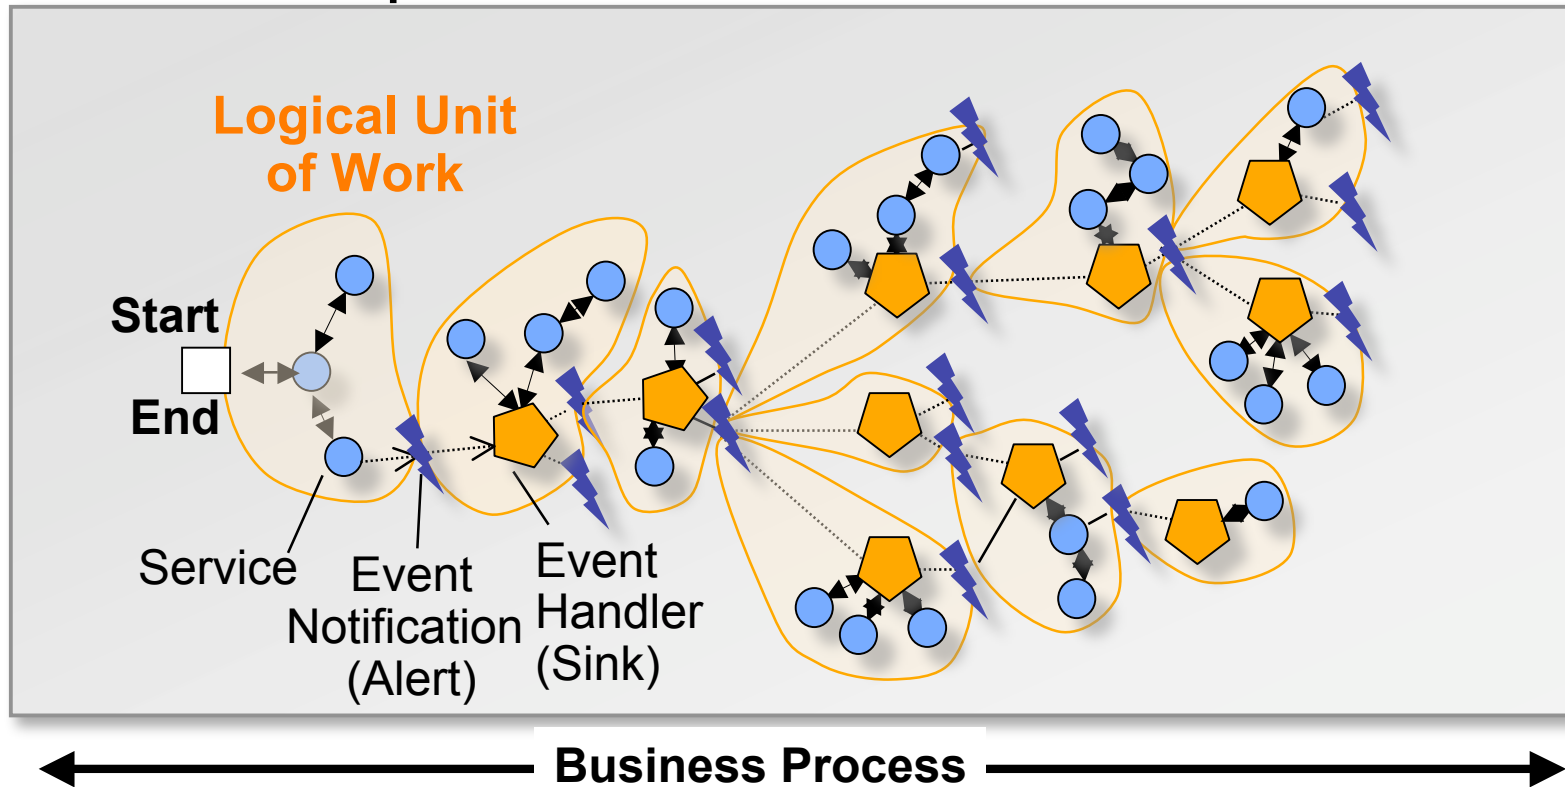 Logical Unit
of Work
Start
End
Service
Event
Notification
(Alert)
Event
Handler
(Sink)
Business Process